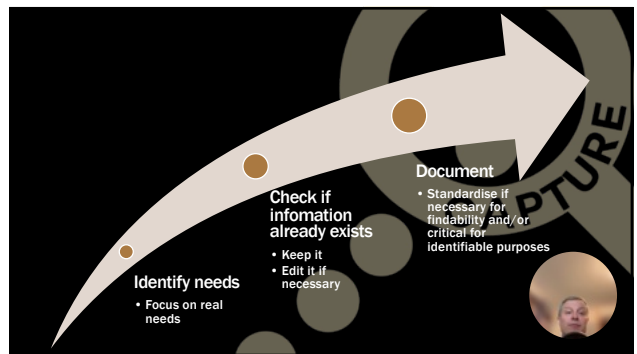 CAPTURE
Document
• Standardise if
necessary for
findability and/or
critical for
identifiable purposes
Check if
infomation
already exists
• Keep it
• Edit it if
necessary
Identify needs
• Focus on real
needs